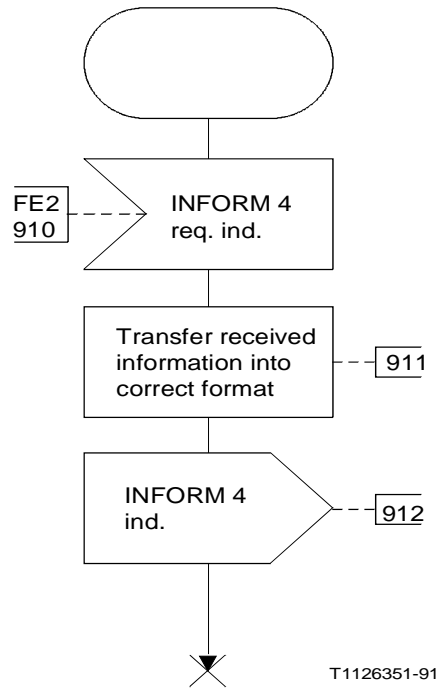 FE2
910
INFORM 4
req. ind.
Transfer received
information into
correct format
911
INFORM 4
ind.
912
T1126351-91